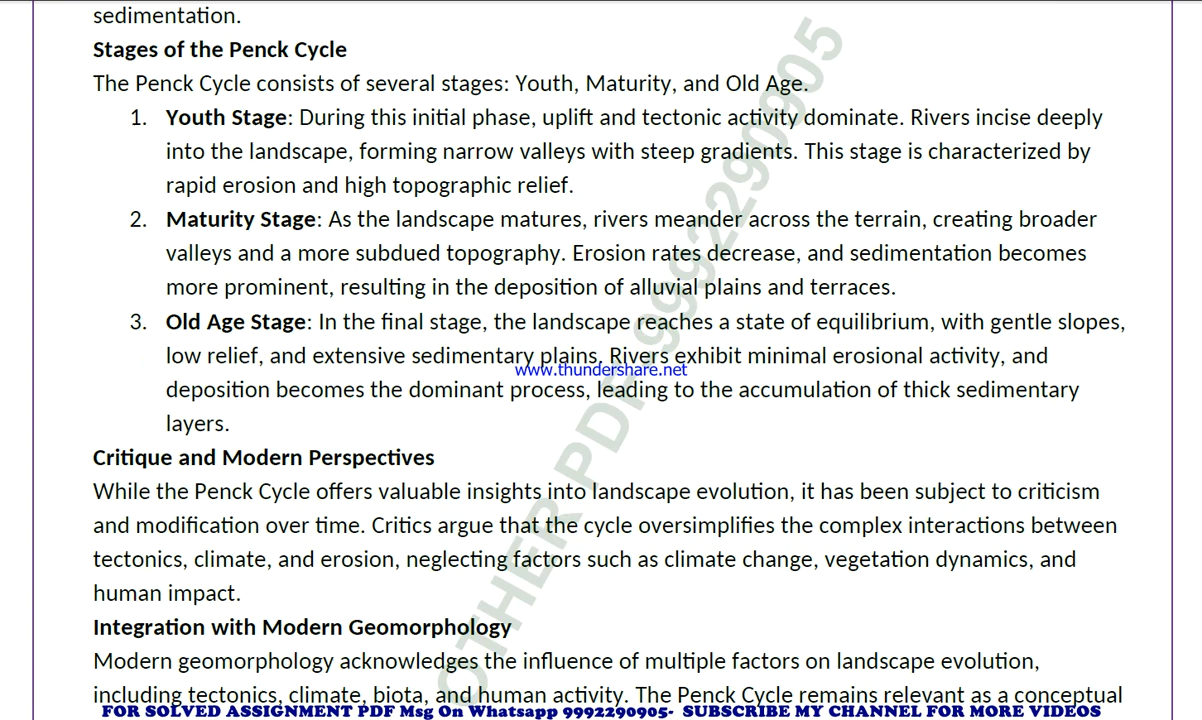 sedimentation.
Stages of the Penck Cycle
The Penck Cycle consists of several stages: Youth, Maturity, and Old Age.
1. Youth Stage: During this initial phase, uplift and tectonic activity dominate. Rivers incise deeply
into the landscape, forming narrow valleys with steep gradients. This stage is characterized by
rapid erosion and high topographic relief.
2. Maturity Stage: As the landscape matures, rivers meander across the terrain, creating broader
valleys and a more subdued topography. Erosion rates decrease, and sedimentation becomes
more prominent, resulting in the deposition of alluvial plains and terraces.
3. Old Age Stage: In the final stage, the landscape reaches a state of equilibrium, with gentle slopes,
low relief, and extensive sedimentary plains. Rivers exhibit minimal erosional activity, and
www.thundershare.net
deposition becomes the dominant process, leading to the accumulation of thick sedimentary
layers.
Critique and Modern Perspectives
While the Penck Cycle offers valuable insights into landscape evolution, it has been subject to criticism
and modification over time. Critics argue that the cycle oversimplifies the complex interactions between
tectonics, climate, and erosion, neglecting factors such as climate change, vegetation dynamics, and
human impact.
Integration with Modern Geomorphology
Modern geomorphology acknowledges the influence of multiple factors on landscape evolution,
including tectonics, climate, biota, and human activity. The Penck Cycle remains relevant as a conceptual
FOR SOLVED ASSIGNMENT PDF Msg On Whatsapp 9992290905- SUBSCRIBE MY CHANNEL FOR MORE VIDEOS
OTHER PDF-9992290905